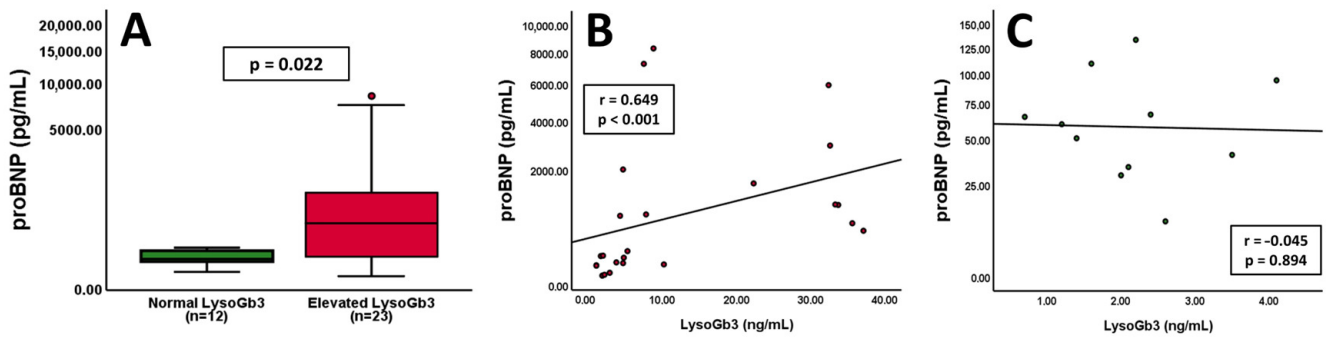 A
proBNP (pg/mL)
20,000.00
15,000.00
10,000.00
5000.00
0.00
p = 0.022
Normal LysoGb3
(n=12)
Elevated LysoGb3
(n=23)
B
proBNP (pg/mL)
10,000.00
8000.00
6000.00
4000.00
2000.00
0.00
r = 0.649
p < 0.001
0.00 10.00 20.00 30.00 40.00
LysoGb3 (ng/mL)
C
proBNP (pg/mL)
150,00
125.00
100.00
75.00
50.00
25.00
0.00
r = –0.045
p = 0.894
1.00 2.00 3.00 4.00
LysoGb3 (ng/mL)